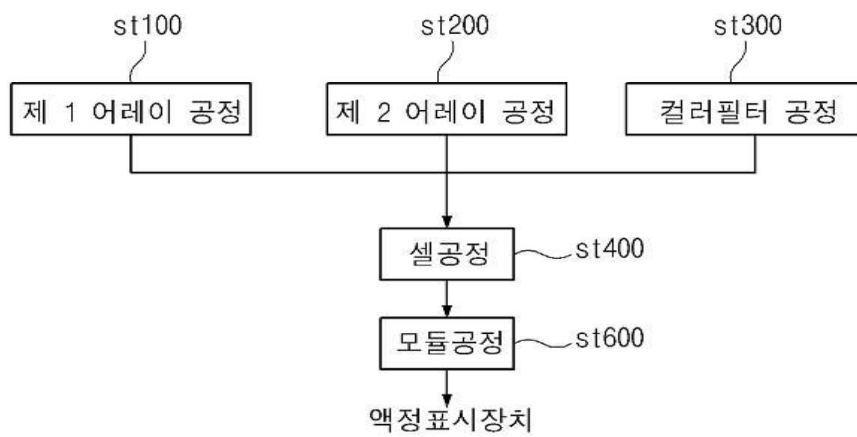 st100 st200 st300
제 1 어레이 공정 제 2 어레이 공정 컬러필터 공정
셀공정 st400
모듈공정 st600
액정표시장치